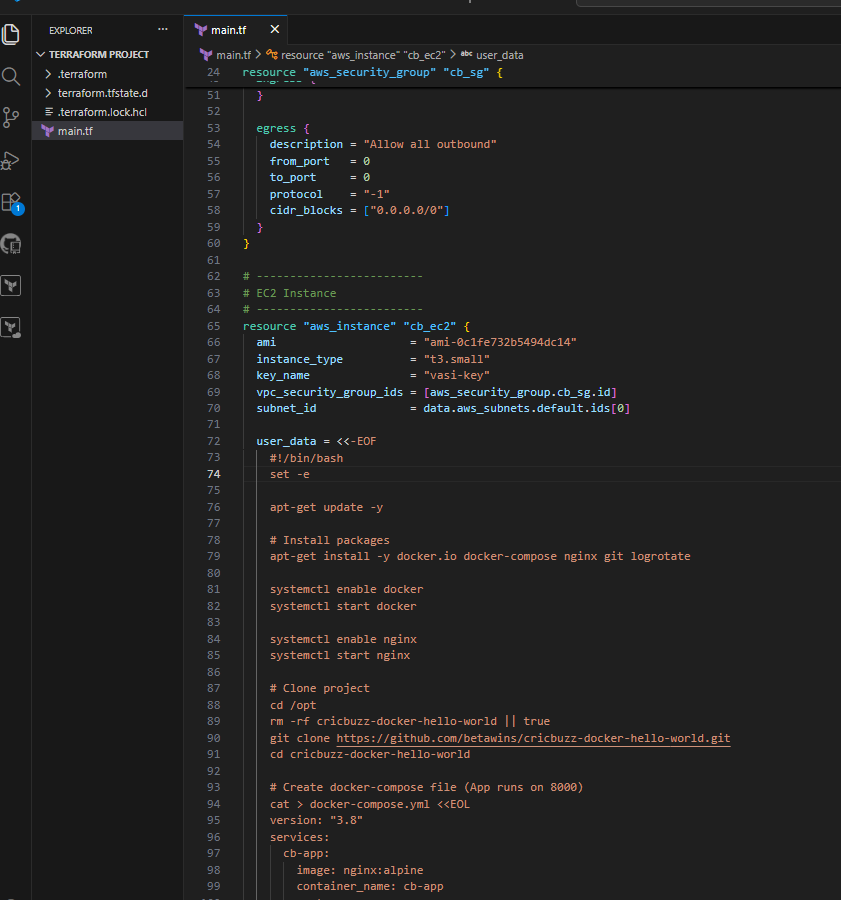 EXPLORER
···
main.tf
TERRAFORM PROJECT
.terraform
terraform.tfstate.d
.terraform.lock.hcl
main.tf
1
main.tf > resource "aws_instance" "cb_ec2" > abc user_data
24 resource "aws_security_group" "cb_sg" {
51 }
52
53 egress {
54 description = "Allow all outbound"
55 from_port = 0
56 to_port = 0
57 protocol = "-1"
58 cidr_blocks = ["0.0.0.0/0"]
59 }
60 }
61
62 # -------------------------
63 # EC2 Instance
64 # -------------------------
65 resource "aws_instance" "cb_ec2" {
66 ami = "ami-0c1fe732b5494dc14"
67 instance_type = "t3.small"
68 key_name = "vasi-key"
69 vpc_security_group_ids = [aws_security_group.cb_sg.id]
70 subnet_id = data.aws_subnets.default.ids[0]
71
72 user_data = <<-EOF
73 #!/bin/bash
74 set -e
75
76 apt-get update -y
77
78 # Install packages
79 apt-get install -y docker.io docker-compose nginx git logrotate
80
81 systemctl enable docker
82 systemctl start docker
83
84 systemctl enable nginx
85 systemctl start nginx
86
87 # Clone project
88 cd /opt
89 rm -rf cricbuzz-docker-hello-world || true
90 git clone https://github.com/betawins/cricbuzz-docker-hello-world.git
91 cd cricbuzz-docker-hello-world
92
93 # Create docker-compose file (App runs on 8000)
94 cat > docker-compose.yml <<EOL
95 version: "3.8"
96 services:
97 cb-app:
98 image: nginx:alpine
99 container_name: cb-app